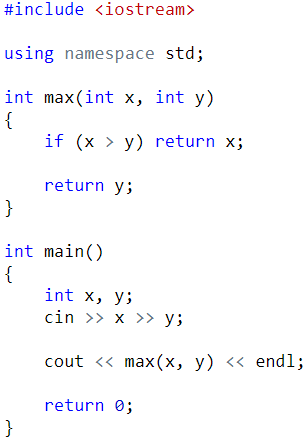 #include <iostream>

using namespace std;

int max(int x, int y)
{
    if (x > y) return x;

    return y;
}

int main()
{
    int x, y;
    cin >> x >> y;

    cout << max(x, y) << endl;

    return 0;
}